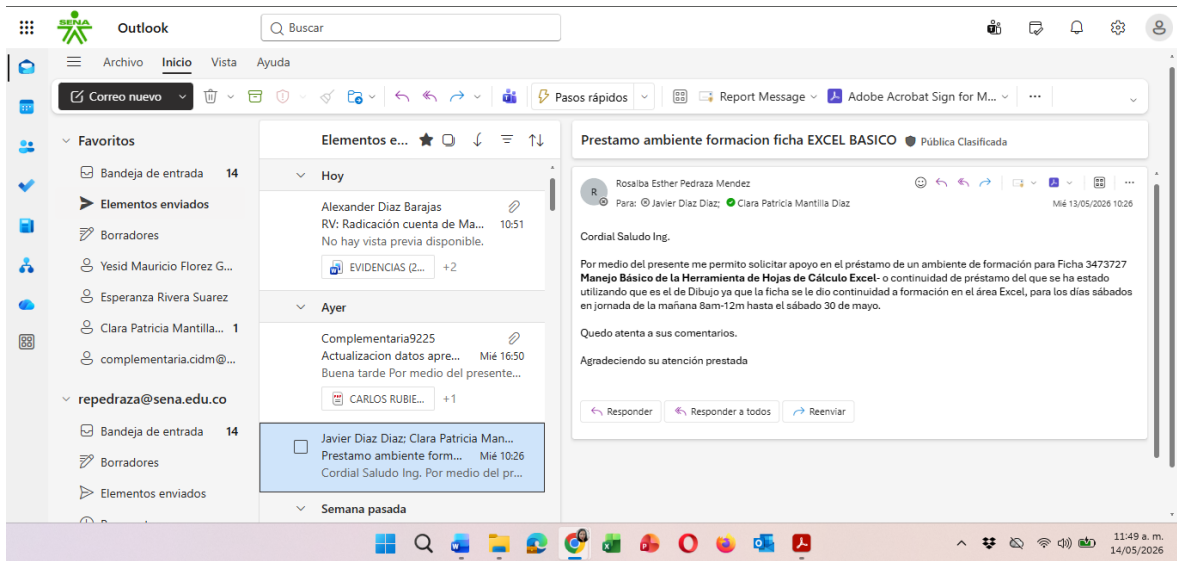 SENA
Outlook
Buscar
Archivo Inicio Vista Ayuda
Correo nuevo
Pasos rápidos
Report Message
Adobe Acrobat Sign for M...
Favoritos
Bandeja de entrada 14
Elementos enviados
Borradores
Yesid Mauricio Florez G...
Esperanza Rivera Suarez
Clara Patricia Mantilla... 1
complementaria.cidm@...
repedraza@sena.edu.co
Bandeja de entrada 14
Borradores
Elementos enviados
Elementos e...
Hoy
Alexander Diaz Barajas
RV: Radicación cuenta de Ma... 10:51
No hay vista previa disponible.
EVIDENCIAS (2... +2
Ayer
Complementaria9225
Actualizacion datos apre... Mié 16:50
Buena tarde Por medio del presente...
CARLOS RUBIE... +1
Javier Diaz Diaz; Clara Patricia Man...
Prestamo ambiente form... Mié 10:26
Cordial Saludo Ing. Por medio del pr...
Semana pasada
Prestamo ambiente formacion ficha EXCEL BASICO Pública Clasificada
R
Rosalba Esther Pedraza Mendez
Para: Javier Diaz Diaz; Clara Patricia Mantilla Diaz
Mié 13/05/2026 10:26
Cordial Saludo Ing.
Por medio del presente me permito solicitar apoyo en el préstamo de un ambiente de formación para Ficha 3473727
Manejo Básico de la Herramienta de Hojas de Cálculo Excel- o continuidad de préstamo del que se ha estado
utilizando que es el de Dibujo ya que la ficha se le dio continuidad a formación en el área Excel, para los días sábados
en jornada de la mañana 8am-12m hasta el sábado 30 de mayo.
Quedo atenta a sus comentarios.
Agradeciendo su atención prestada
Responder
Responder a todos
Reenviar
11:49 a. m.
14/05/2026